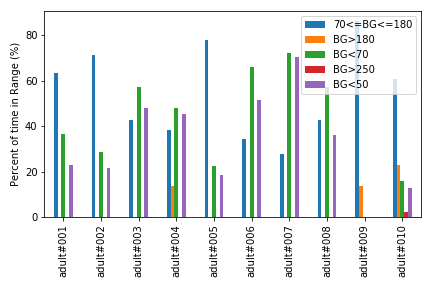 70<=BG<=180
BG>180
BG<70
BG>250
BG<50
Percent of time in Range (%)
80
60
40
20
0
adult#001
adult#002
adult#003
adult#004
adult#005
adult#006
adult#007
adult#008
adult#009
adult#010